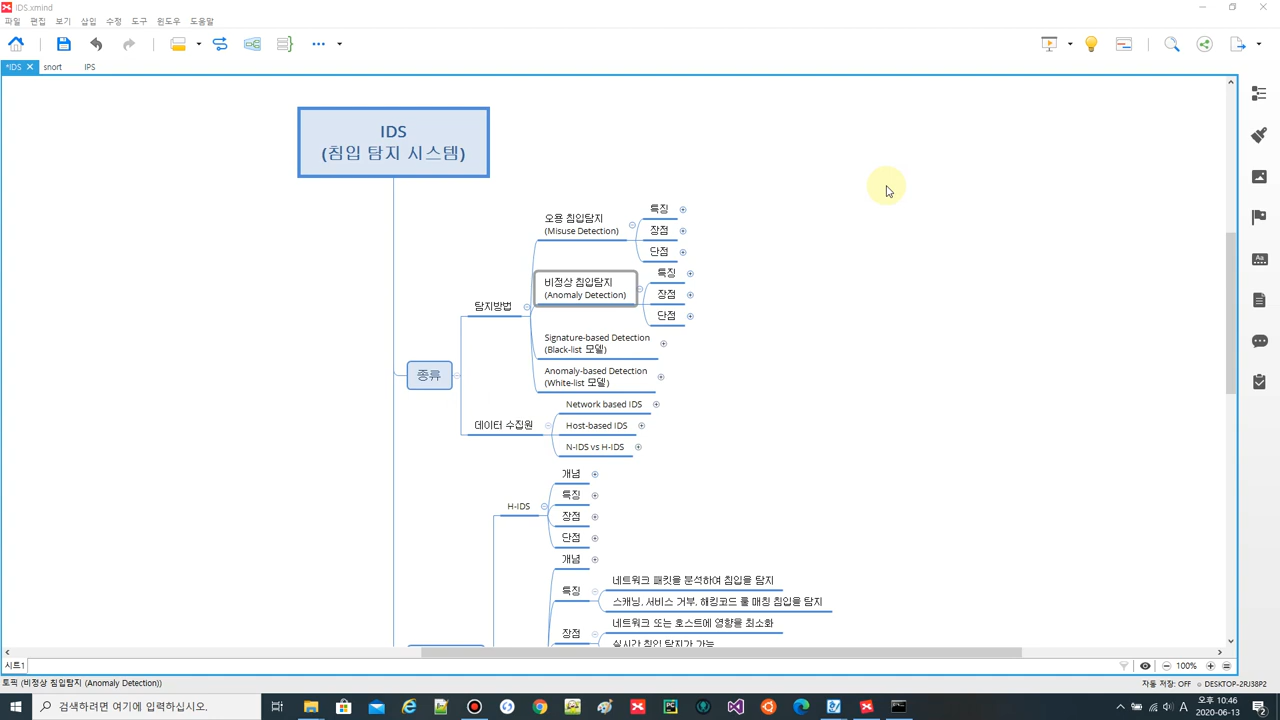 IDS.xmind
파일 편집 보기 삽입 수정 도구 윈도우 도움말
*IDS snort IPS
IDS
(침입 탐지 시스템)
종류
탐지방법
오용 침입탐지
(Misuse Detection)
특징
장점
단점
비정상 침입탐지
(Anomaly Detection)
특징
장점
단점
Signature-based Detection
(Black-list 모델)
Anomaly-based Detection
(White-list 모델)
데이터 수집원
Network based IDS
Host-based IDS
N-IDS vs H-IDS
H-IDS
개념
특징
장점
단점
개념
특징
네트워크 패킷을 분석하여 침입을 탐지
스캐닝, 서비스 거부, 해킹코드 룰 매칭 침입을 탐지
장점
네트워크 또는 호스트에 영향을 최소화
실시간 침입 탐지가 가능
시트1
100%
토픽 (비정상 침입탐지 (Anomaly Detection))
자동 저장: OFF DESKTOP-2RJ38P2
검색하려면 여기에 입력하십시오.
A
오후 10:46
2020-06-13
2